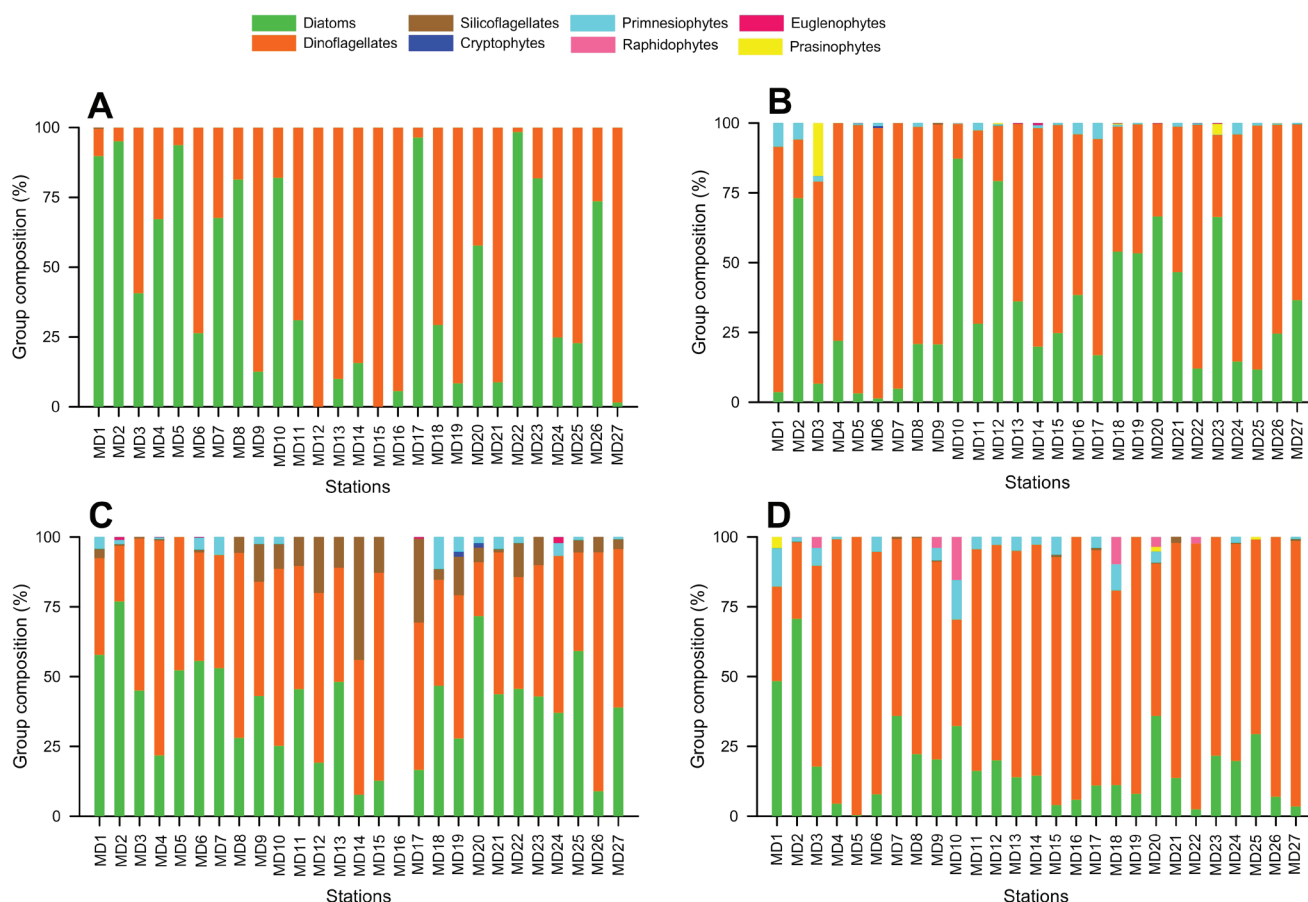 Diatoms Silicoflagellates Primnesiophytes Euglenophytes
Dinoflagellates Cryptophytes Raphidophytes Prasinophytes
A
100
75
50
25
0
Group composition (%)
MD1 MD2 MD3 MD4 MD5 MD6 MD7 MD8 MD9 MD10 MD11 MD12 MD13 MD14 MD15 MD16 MD17 MD18 MD19 MD20 MD21 MD22 MD23 MD24 MD25 MD26 MD27
Stations
B
100
75
50
25
0
Group composition (%)
MD1 MD2 MD3 MD4 MD5 MD6 MD7 MD8 MD9 MD10 MD11 MD12 MD13 MD14 MD15 MD16 MD17 MD18 MD19 MD20 MD21 MD22 MD23 MD24 MD25 MD26 MD27
Stations
C
100
75
50
25
0
Group composition (%)
MD1 MD2 MD3 MD4 MD5 MD6 MD7 MD8 MD9 MD10 MD11 MD12 MD13 MD14 MD15 MD16 MD17 MD18 MD19 MD20 MD21 MD22 MD23 MD24 MD25 MD26 MD27
Stations
D
100
75
50
25
0
Group composition (%)
MD1 MD2 MD3 MD4 MD5 MD6 MD7 MD8 MD9 MD10 MD11 MD12 MD13 MD14 MD15 MD16 MD17 MD18 MD19 MD20 MD21 MD22 MD23 MD24 MD25 MD26 MD27
Stations